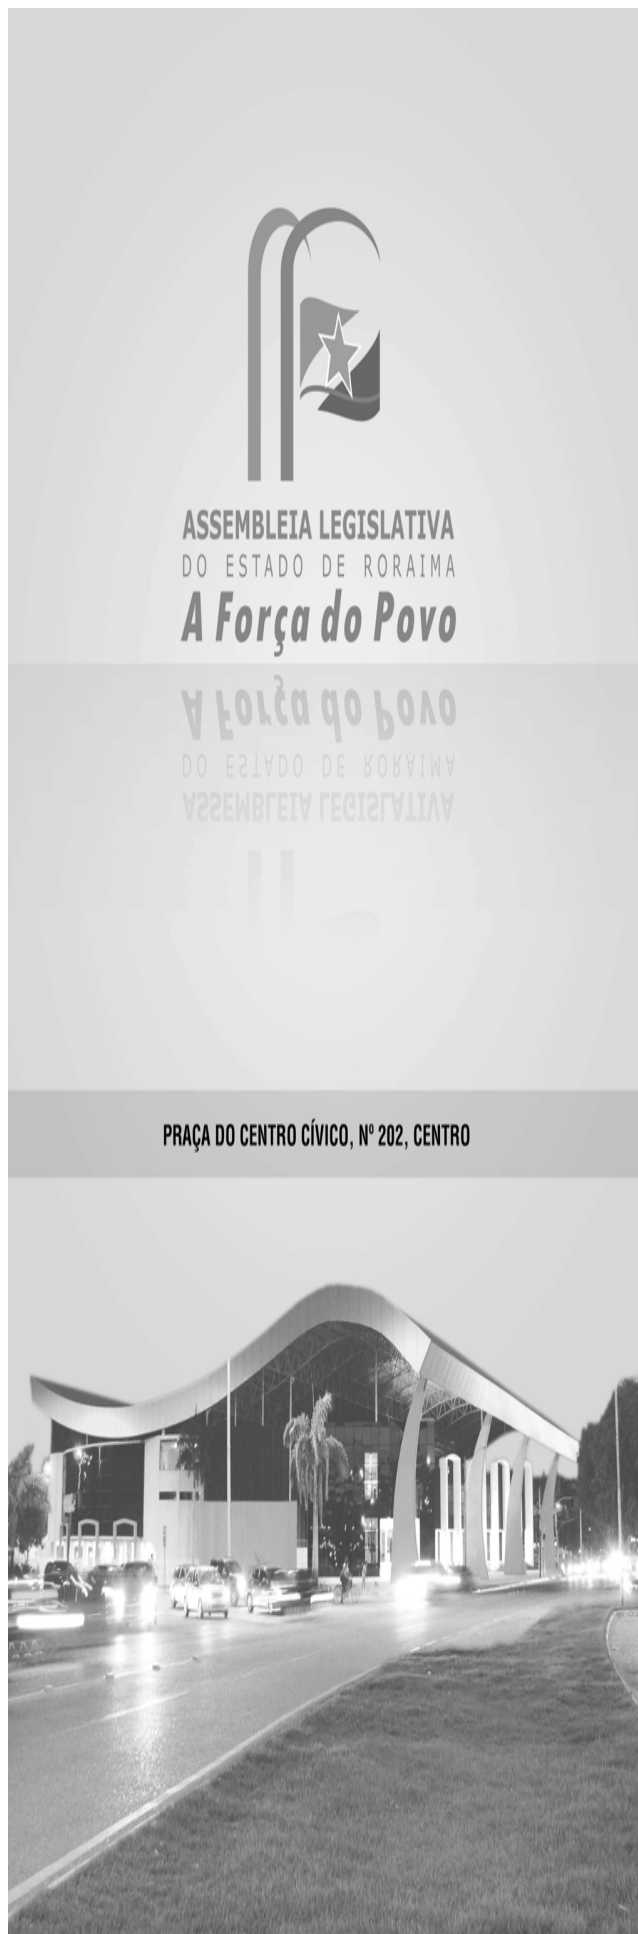 ASSEMBLEIA LEGISLATIVA
DO ESTADO DE RORAIMA
A Força do Povo
PRAÇA DO CENTRO CÍVICO, Nº 202, CENTRO